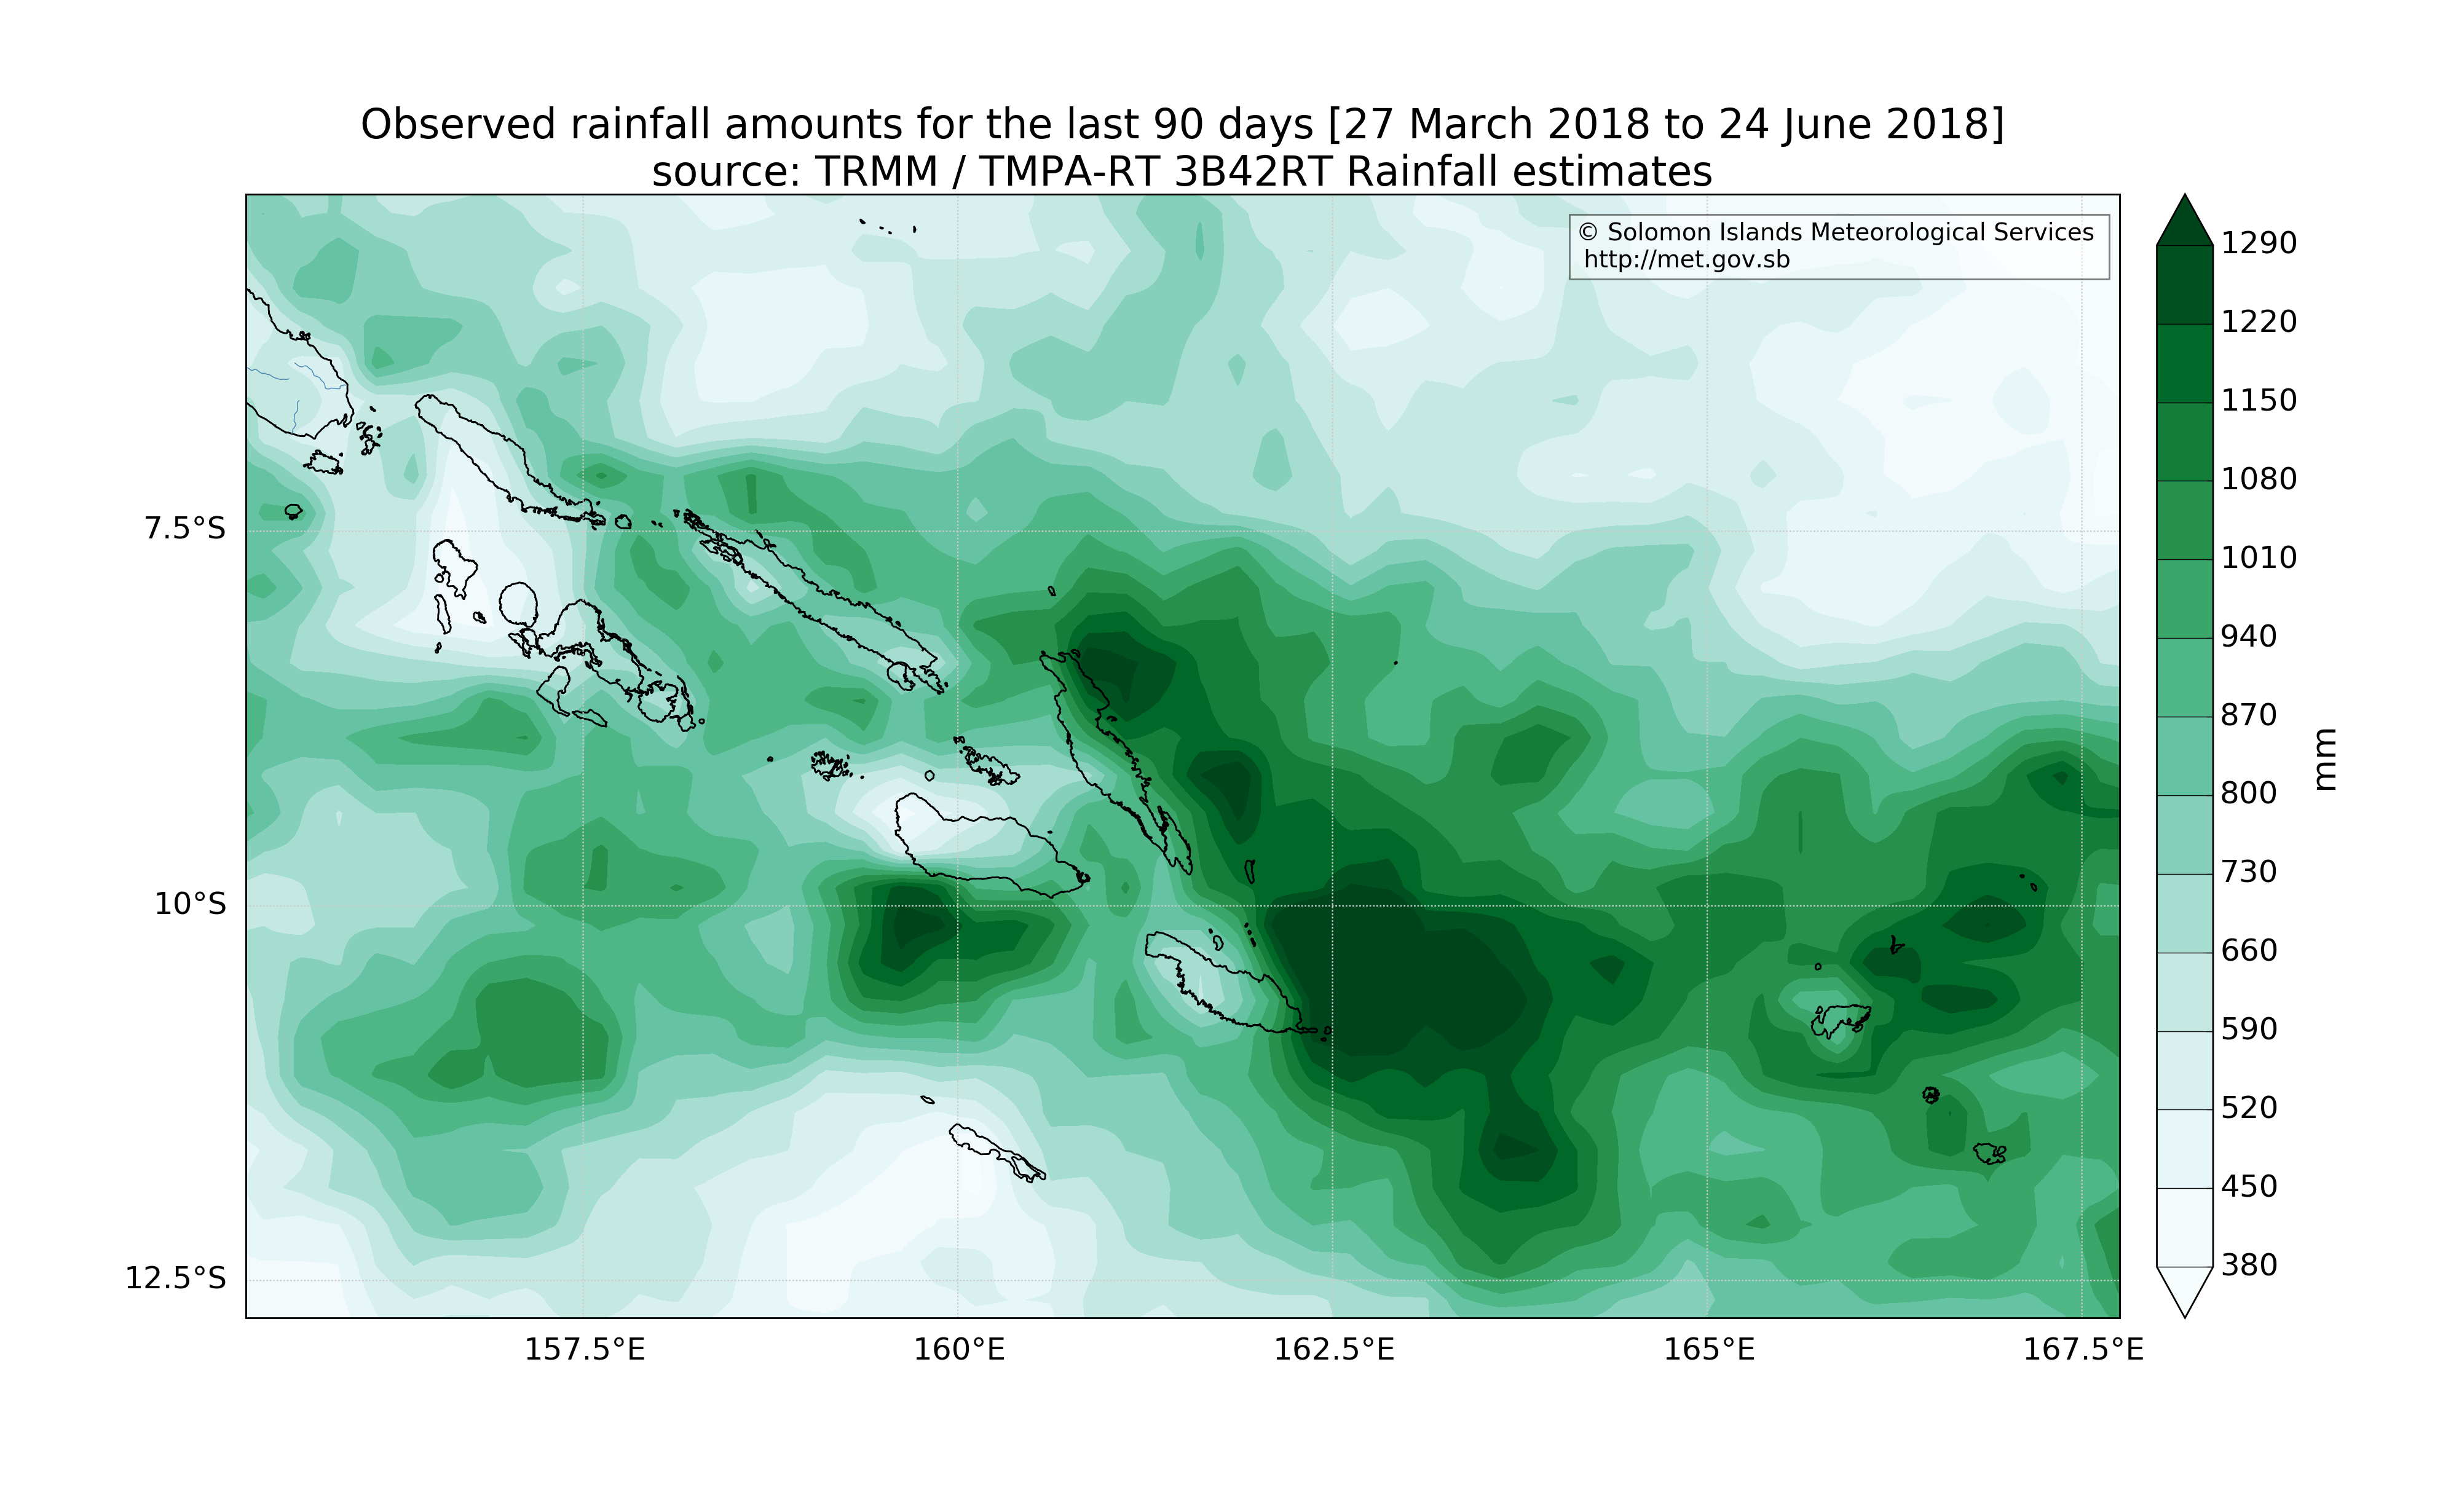 Observed rainfall amounts for the last 90 days [27 March 2018 to 24 June 2018]
source: TRMM / TMPA-RT 3B42RT Rainfall estimates
© Solomon Islands Meteorological Services
http://met.gov.sb
7.5°S
10°S
12.5°S
157.5°E
160°E
162.5°E
165°E
167.5°E
1290
1220
1150
1080
1010
940
870
800
730
660
590
520
450
380
mm